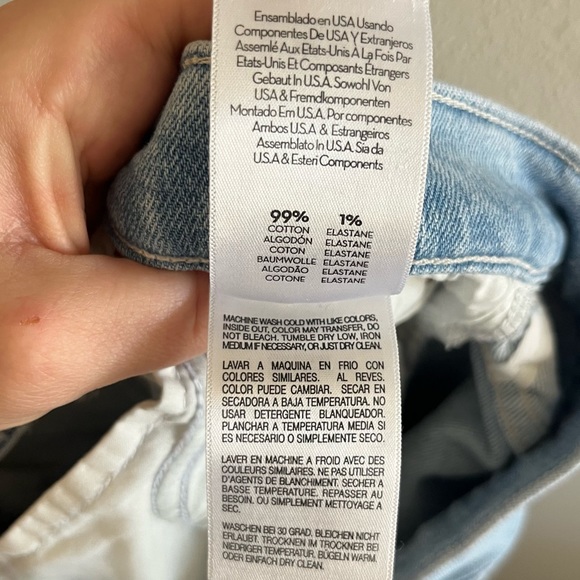 Ensamblado en USA Usando
Componentes De USA Y Extranjeros
Assemlé Aux Etats-Unis A La Fois Par
Etats-Unis et Composants Étrangers
Gebaut In U.S.A. Sowohl Von
USA & Fremdkomponenten
Montado Em U.S.A. Por componentes
Ambos U.S.A & Estrangeiros
Assemblato In U.S.A. Sia da
U.S.A & Esteri Components
99% 1%
COTTON ELASTANE
ALGODÓN ELASTANE
COTON ELASTANE
BAUMWOLLE ELASTANE
ALGODÃO ELASTANE
COTONE ELASTANE
MACHINE WASH COLD WITH LIKE COLORS,
INSIDE OUT, COLOR MAY TRANSFER, DO
NOT BLEACH. TUMBLE DRY LOW, IRON
MEDIUM IF NECESSARY, OR JUST DRY CLEAN.
LAVAR A MAQUINA EN FRIO CON
COLORES SIMILARES. AL REVES.
COLOR PUEDE CAMBIAR. SECAR EN
SECADORA A BAJA TEMPERATURA. NO
USAR DETERGENTE BLANQUEADOR.
PLANCHAR A TEMPERATURA MEDIA SI
ES NECESARIO O SIMPLEMENTE SECO.
LAVER EN MACHINE A FROID AVEC DES
COULEURS SIMILAIRES. NE PAS UTILISER
D'AGENTS DE BLANCHIMENT. SECHER A
BASSE TEMPERATURE. REPASSER AU
BESOIN. OU SIMPLEMENT NETTOYAGE A
SEC.
WASCHEN BEI 30 GRAD. BLEICHEN NICHT
ERLAUBT. TROCKNEN IM TROCKNER BEI
NIEDRIGER TEMPERATUR. BÜGELN WARM.
ODER EINFACH DRY CLEAN.